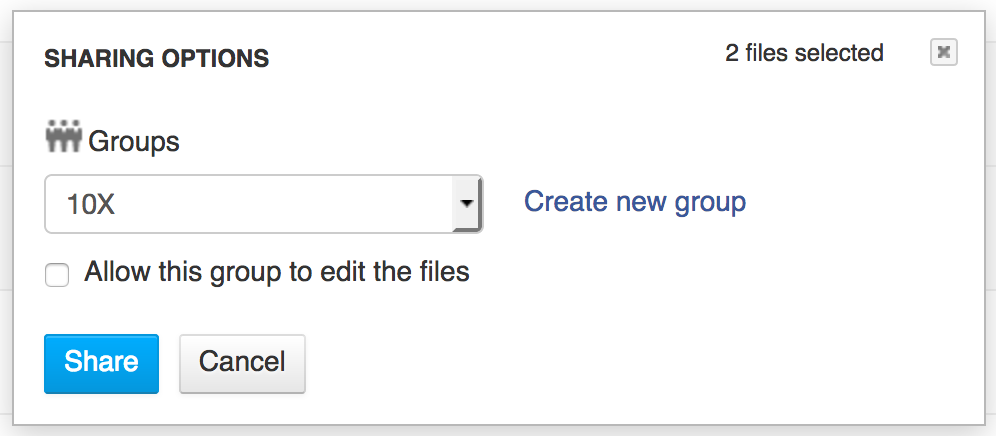 SHARING OPTIONS
2 files selected
Groups
10X
Create new group
Allow this group to edit the files
Share
Cancel